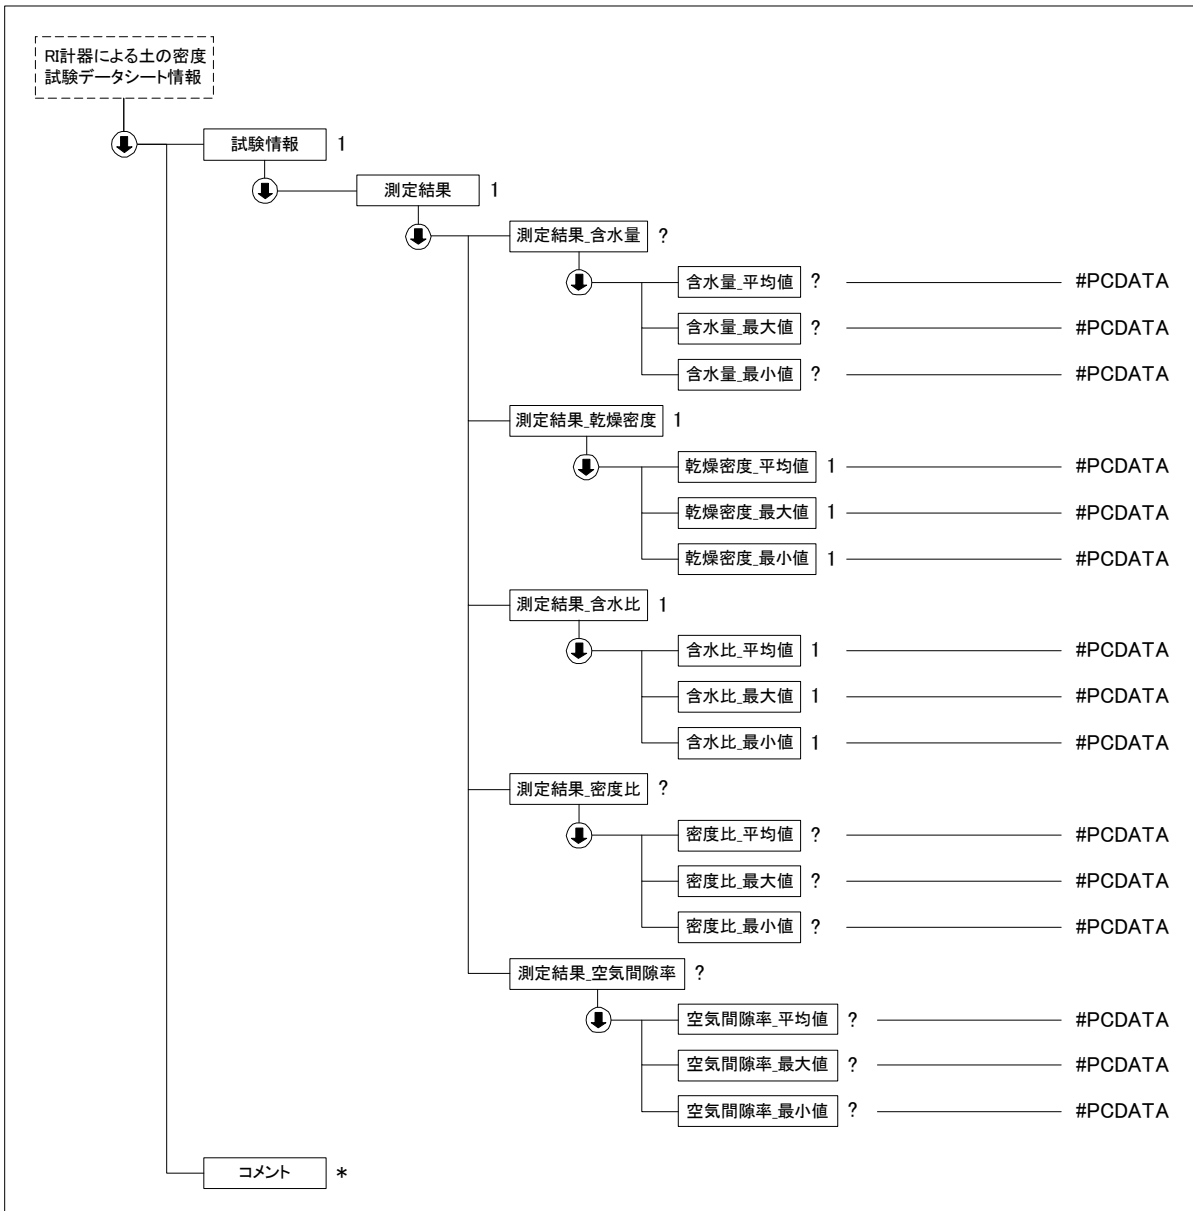 RI計器による土の密度
試験データシート情報
試験情報 1
測定結果 1
測定結果_含水量 ?
含水量_平均値 ? #PCDATA
含水量_最大値 ? #PCDATA
含水量_最小値 ? #PCDATA
測定結果_乾燥密度 1
乾燥密度_平均値 1 #PCDATA
乾燥密度_最大値 1 #PCDATA
乾燥密度_最小値 1 #PCDATA
測定結果_含水比 1
含水比_平均値 1 #PCDATA
含水比_最大値 1 #PCDATA
含水比_最小値 1 #PCDATA
測定結果_密度比 ?
密度比_平均値 ? #PCDATA
密度比_最大値 ? #PCDATA
密度比_最小値 ? #PCDATA
測定結果_空気間隙率 ?
空気間隙率_平均値 ? #PCDATA
空気間隙率_最大値 ? #PCDATA
空気間隙率_最小値 ? #PCDATA
コメント *